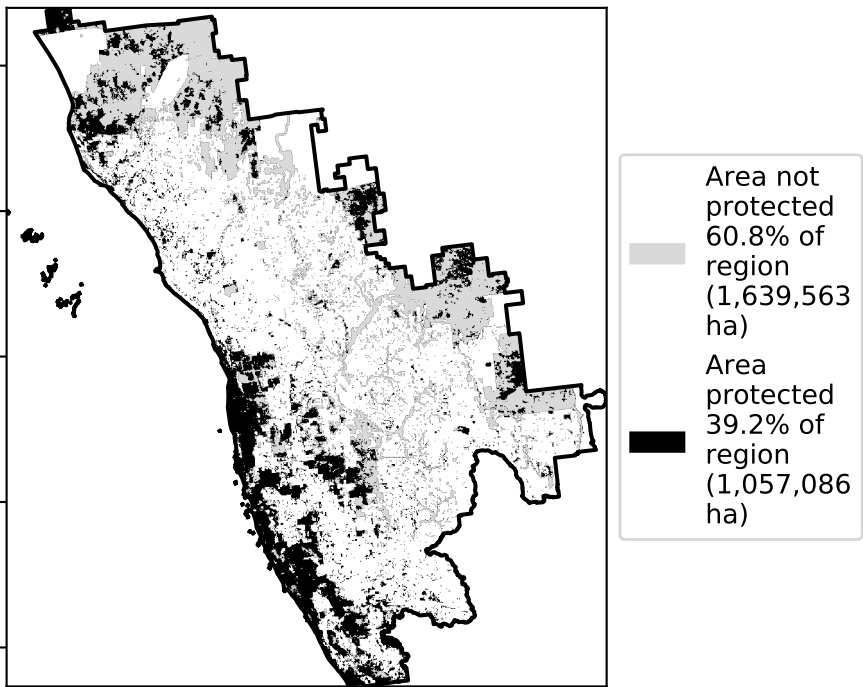 Area not
protected
60.8% of
region
(1,639,563
ha)
Area
protected
39.2% of
region
(1,057,086
ha)